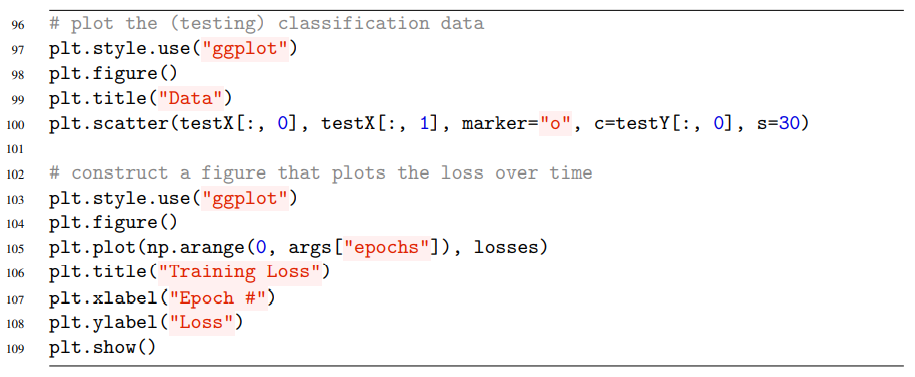 96 # plot the (testing) classification data
97 plt.style.use("ggplot")
98 plt.figure()
99 plt.title("Data")
100 plt.scatter(testX[:, 0], testX[:, 1], marker="o", c=testY[:, 0], s=30)
101
102 # construct a figure that plots the loss over time
103 plt.style.use("ggplot")
104 plt.figure()
105 plt.plot(np.arange(0, args["epochs"]), losses)
106 plt.title("Training Loss")
107 plt.xlabel("Epoch #")
108 plt.ylabel("Loss")
109 plt.show()